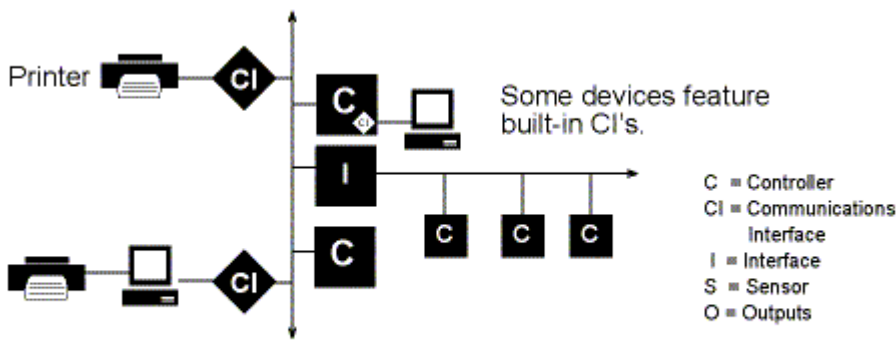 Printer
CI
C
CI
Some devices feature
built-in CI's.
I
C
C
C
C
CI
C = Controller
CI = Communications
Interface
I = Interface
S = Sensor
O = Outputs